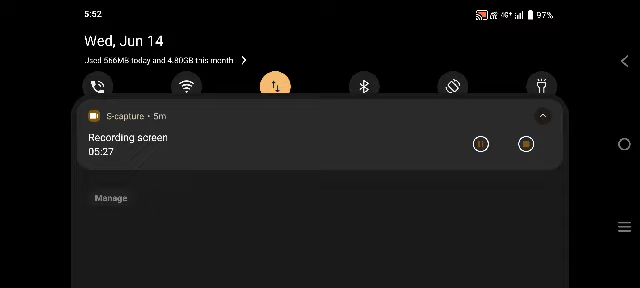 5:52
4G+ 97%
Wed, Jun 14
Used 566MB today and 4.80GB this month
S-capture • 5m
Recording screen
05:27
Manage